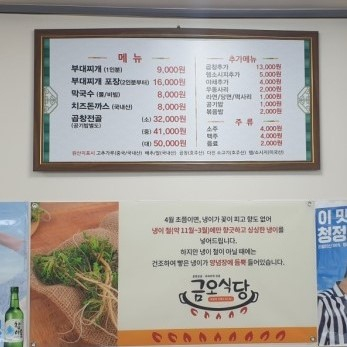 메 뉴
부대찌개 (1인분) 9,000원
부대찌개 포장(2인분부터) 16,000원
막국수 (물/비빔) 8,000원
치즈돈까스 (국내산) 8,000원
곱창전골 (소) 32,000원
(공기밥별도)
(중) 41,000원
(대) 50,000원
추가메뉴
곱창추가 13,000원
햄소시지추가 5,000원
야채추가 4,000원
우동사리 2,000원
라면/당면/떡사리 1,000원
공기밥 1,000원
볶음밥 2,000원
주 류
소주 4,000원
맥주 4,000원
음료 2,000원
4월 초쯤이면, 냉이가 꽃이 피고 향도 없어
냉이 철(약 11월~3월)에만 향긋하고 싱싱한 냉이를
넣어드립니다.
하지만 냉이 철이 아닐 때에는
건조하여 빻은 냉이가 양념장에 듬뿍 들어있습니다.
금오식당
이 맛
청정